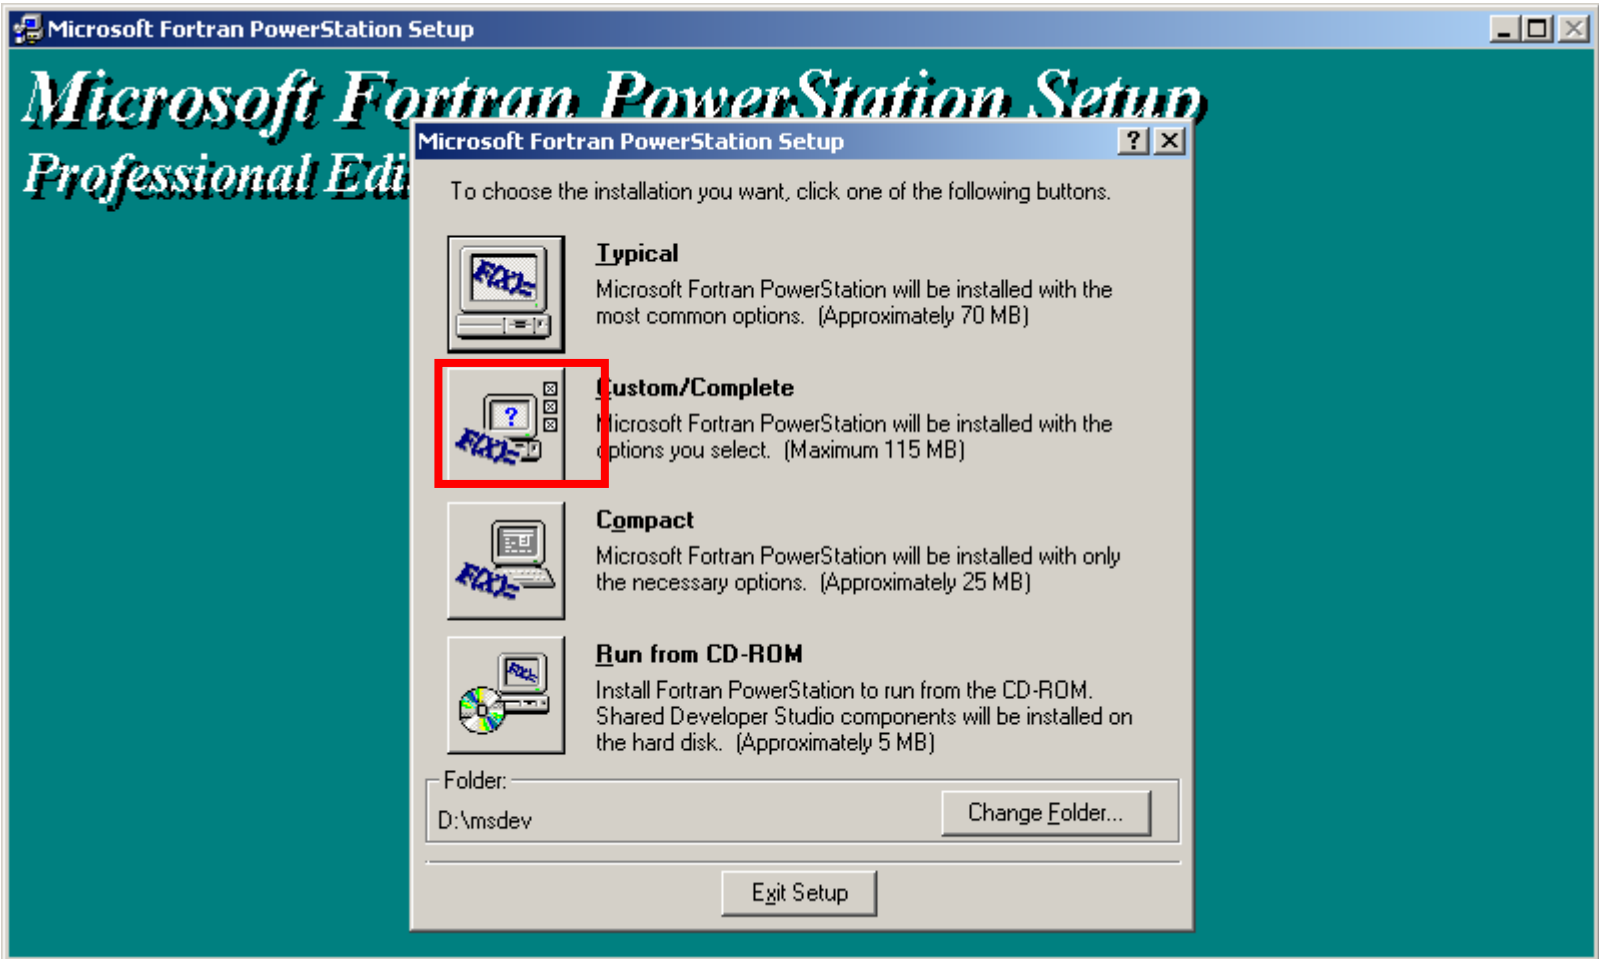 Microsoft Fortran PowerStation Setup
Microsoft Fortran PowerStation Setup
Professional Edi
Microsoft Fortran PowerStation Setup
To choose the installation you want, click one of the following buttons.
F(X)=
Typical
Microsoft Fortran PowerStation will be installed with the
most common options. (Approximately 70 MB)
?
F(X)=
Custom/Complete
Microsoft Fortran PowerStation will be installed with the
options you select. (Maximum 115 MB)
F(X)=
Compact
Microsoft Fortran PowerStation will be installed with only
the necessary options. (Approximately 25 MB)
Run from CD-ROM
Install Fortran PowerStation to run from the CD-ROM.
Shared Developer Studio components will be installed on
the hard disk. (Approximately 5 MB)
Folder:
D:\msdev
Change Folder...
Exit Setup